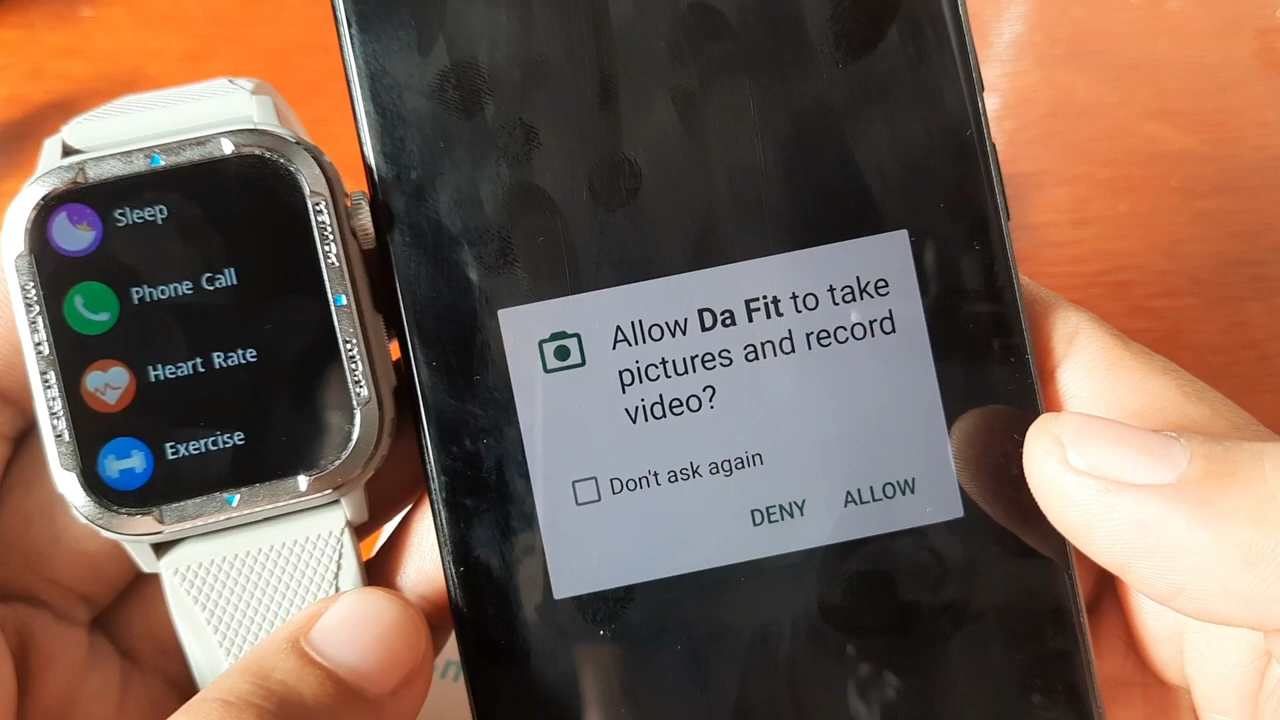 Sleep
Phone Call
Heart Rate
Exercise
Allow Da Fit to take
pictures and record
video?
Don't ask again
DENY
ALLOW